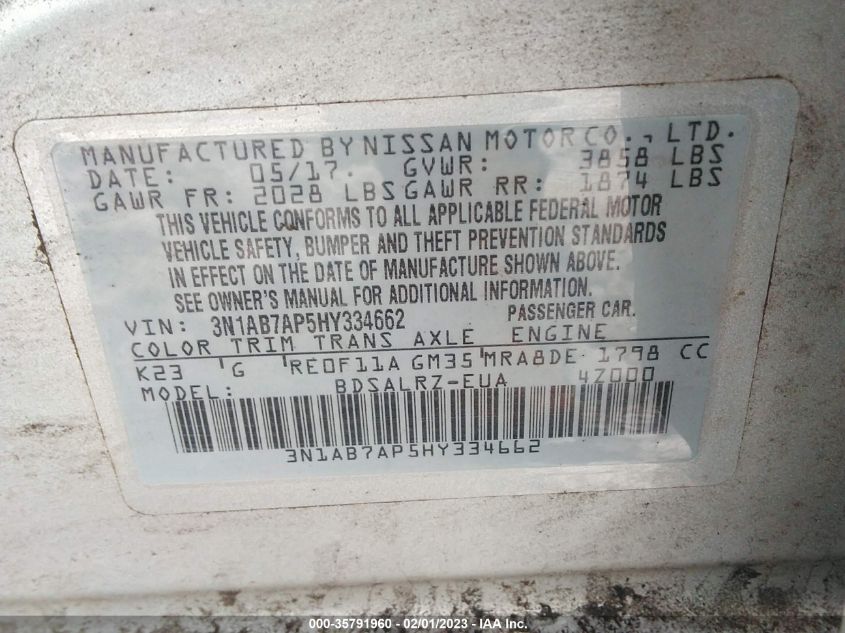 MANUFACTURED BY NISSAN MOTOR CO., LTD.
DATE: 05/17. GVWR: 3858 LBS
GAWR FR: 2028 LBS GAWR RR: 1874 LBS
THIS VEHICLE CONFORMS TO ALL APPLICABLE FEDERAL MOTOR
VEHICLE SAFETY, BUMPER AND THEFT PREVENTION STANDARDS
IN EFFECT ON THE DATE OF MANUFACTURE SHOWN ABOVE.
SEE OWNER'S MANUAL FOR ADDITIONAL INFORMATION.
VIN: 3N1AB7AP5HY334662 PASSENGER CAR.
COLOR TRIM TRANS AXLE ENGINE
K23 G RE0F11A GM35 MRA8DE 1798 CC
MODEL: BDSALRZ-EUA 4Z000
3N1AB7AP5HY334662
000-35791960 - 02/01/2023 - IAA, Inc.